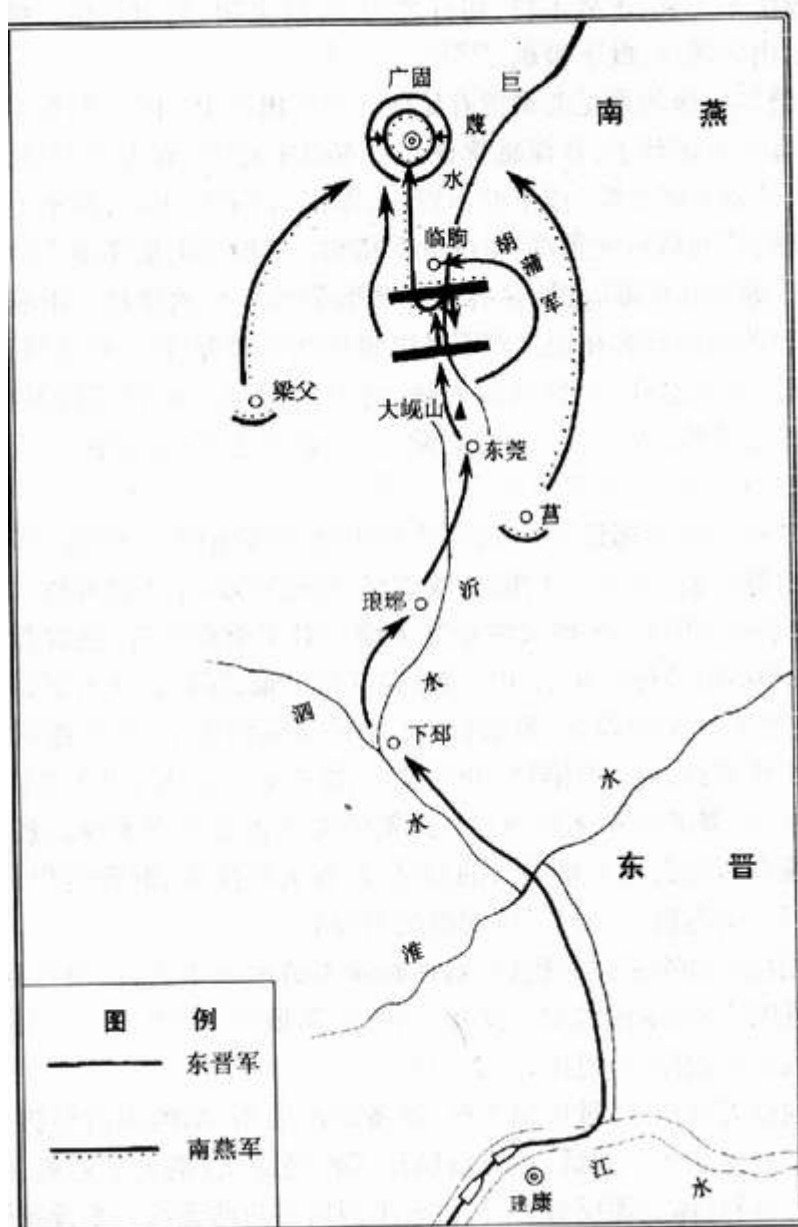 广固
巨
蔑
水
南 燕
临朐
胡藩军
梁父
大岘山
东莞
莒
琅琊
沂
水
泗
水
下邳
水
淮
东 晋
图 例
东晋军
南燕军
江
水
建康